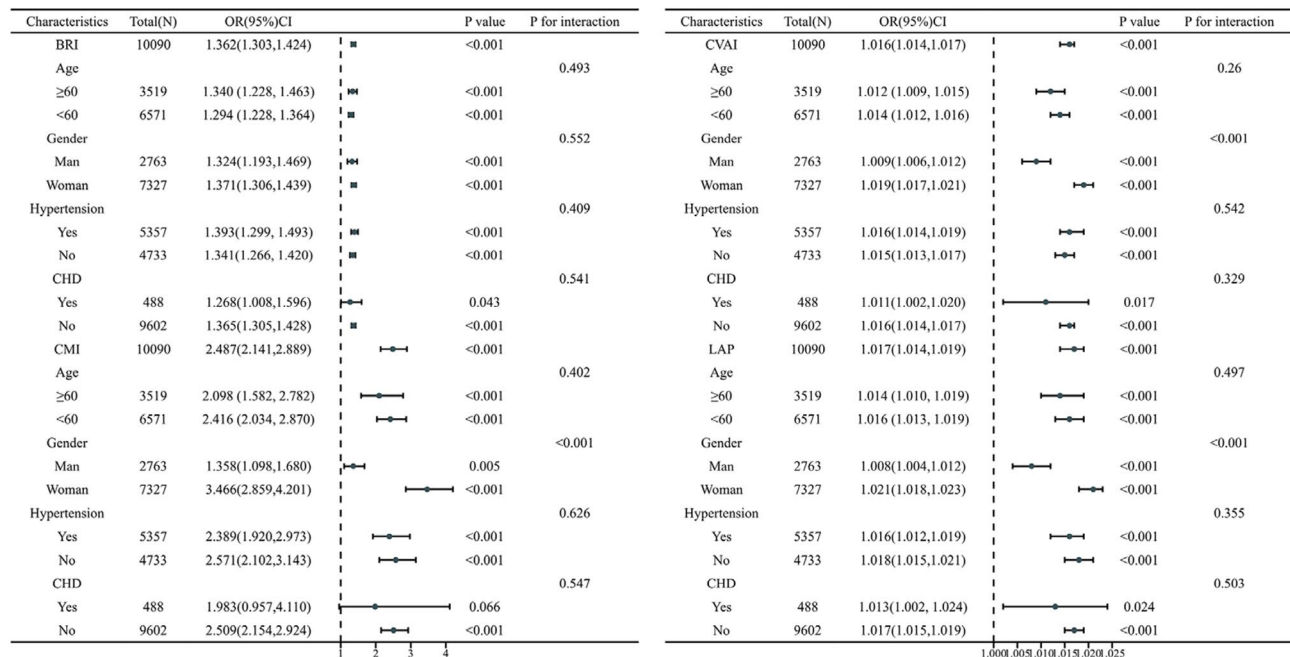 Characteristics Total(N) OR(95%)CI P value P for interaction
BRI 10090 1.362(1.303,1.424) <0.001
Age 0.493
≥60 3519 1.340 (1.228, 1.463) <0.001
<60 6571 1.294 (1.228, 1.364) <0.001
Gender 0.552
Man 2763 1.324(1.193,1.469) <0.001
Woman 7327 1.371(1.306,1.439) <0.001
Hypertension 0.409
Yes 5357 1.393(1.299, 1.493) <0.001
No 4733 1.341(1.266, 1.420) <0.001
CHD 0.541
Yes 488 1.268(1.008,1.596) 0.043
No 9602 1.365(1.305,1.428) <0.001
CMI 10090 2.487(2.141,2.889) <0.001
Age 0.402
≥60 3519 2.098 (1.582, 2.782) <0.001
<60 6571 2.416 (2.034, 2.870) <0.001
Gender <0.001
Man 2763 1.358(1.098,1.680) 0.005
Woman 7327 3.466(2.859,4.201) <0.001
Hypertension 0.626
Yes 5357 2.389(1.920,2.973) <0.001
No 4733 2.571(2.102,3.143) <0.001
CHD 0.547
Yes 488 1.983(0.957,4.110) 0.066
No 9602 2.509(2.154,2.924) <0.001
1 2 3 4
Characteristics Total(N) OR(95%)CI P value P for interaction
CVAI 10090 1.016(1.014,1.017) <0.001
Age 0.26
≥60 3519 1.012 (1.009, 1.015) <0.001
<60 6571 1.014 (1.012, 1.016) <0.001
Gender <0.001
Man 2763 1.009(1.006,1.012) <0.001
Woman 7327 1.019(1.017,1.021) <0.001
Hypertension 0.542
Yes 5357 1.016(1.014,1.019) <0.001
No 4733 1.015(1.013,1.017) <0.001
CHD 0.329
Yes 488 1.011(1.002,1.020) 0.017
No 9602 1.016(1.014,1.017) <0.001
LAP 10090 1.017(1.014,1.019) <0.001
Age 0.497
≥60 3519 1.014 (1.010, 1.019) <0.001
<60 6571 1.016 (1.013, 1.019) <0.001
Gender <0.001
Man 2763 1.008(1.004,1.012) <0.001
Woman 7327 1.021(1.018,1.023) <0.001
Hypertension 0.355
Yes 5357 1.016(1.012,1.019) <0.001
No 4733 1.018(1.015,1.021) <0.001
CHD 0.503
Yes 488 1.013(1.002, 1.024) 0.024
No 9602 1.017(1.015,1.019) <0.001
1.000 1.005 1.010 1.015 1.020 1.025